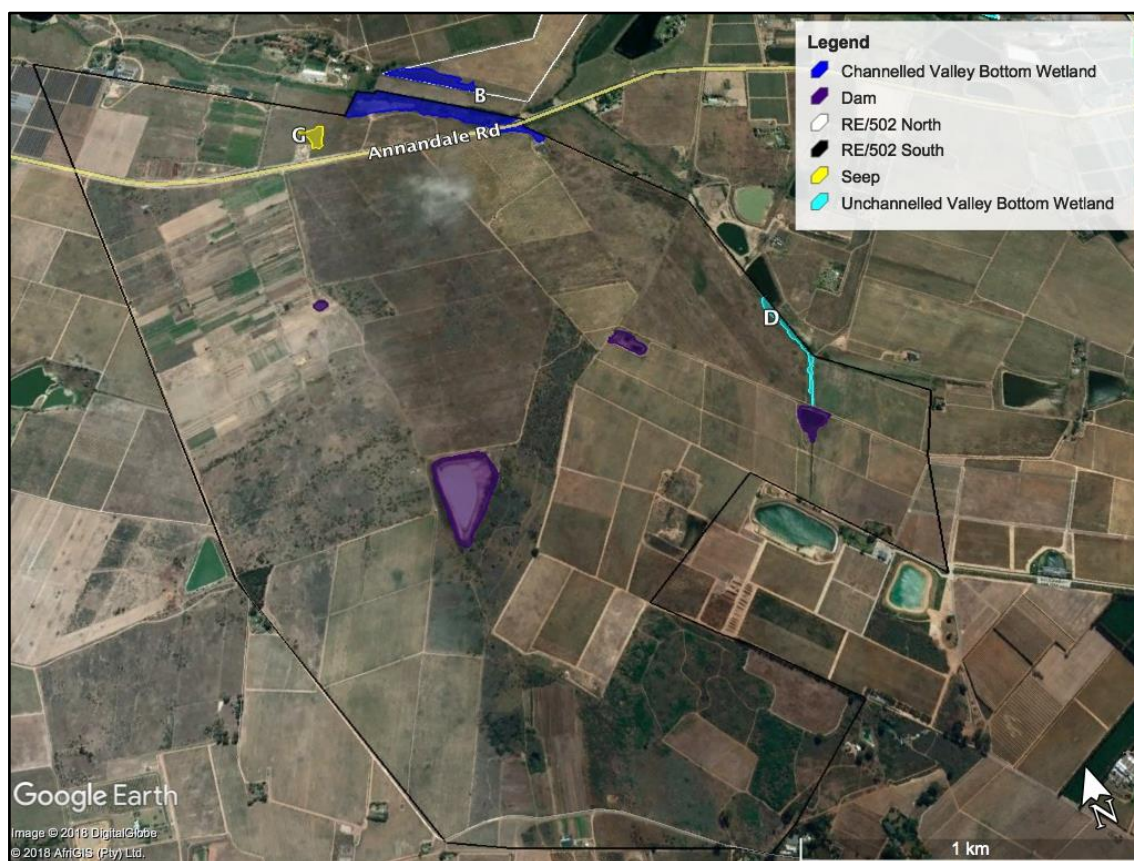 Legend
Channelled Valley Bottom Wetland
Dam
RE/502 North
RE/502 South
Seep
Unchannelled Valley Bottom Wetland
B
G
Annandale Rd
D
Google Earth
Image © 2018 DigitalGlobe
© 2018 AfriGIS (Pty) Ltd.
1 km
N